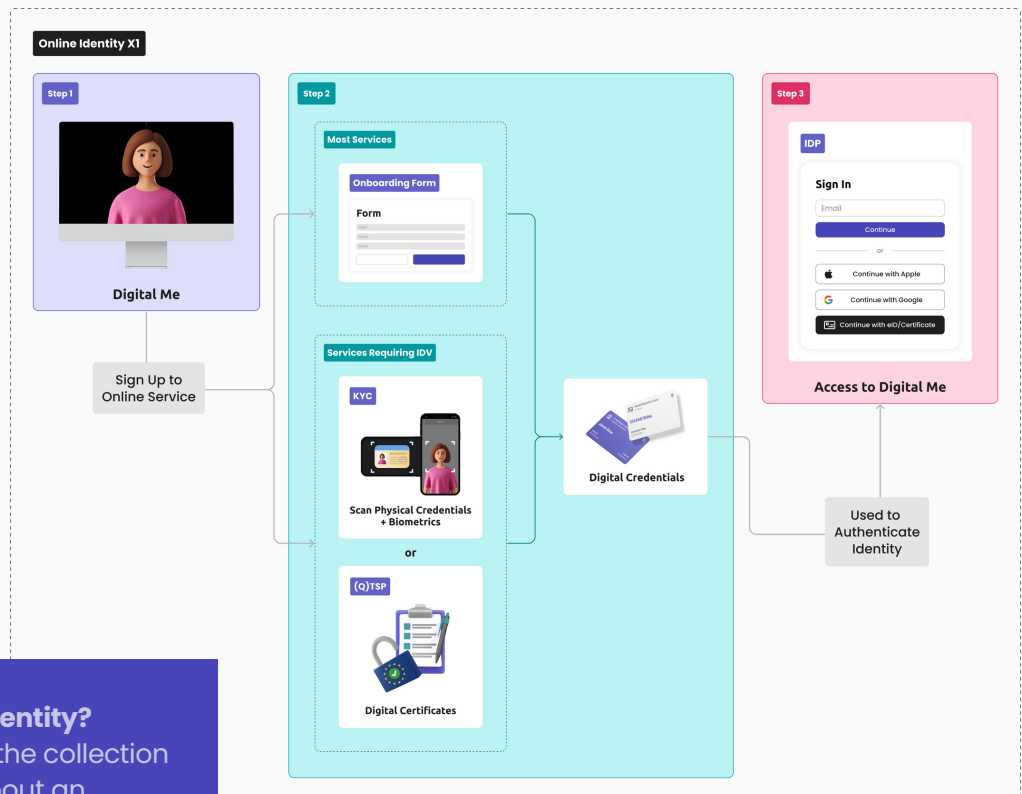 Online Identity X1
Step 1
Digital Me
Sign Up to
Online Service
Step 2
Most Services
Onboarding Form
Form
Services Requiring IDV
KYC
Scan Physical Credentials
+ Biometrics
or
(Q)TSP
Digital Certificates
Digital Credentials
Step 3
IDP
Sign In
Email
Continue
or
Continue with Apple
Continue with Google
Continue with eID/Certificate
Access to Digital Me
Used to
Authenticate
Identity
entity?
the collection
out an